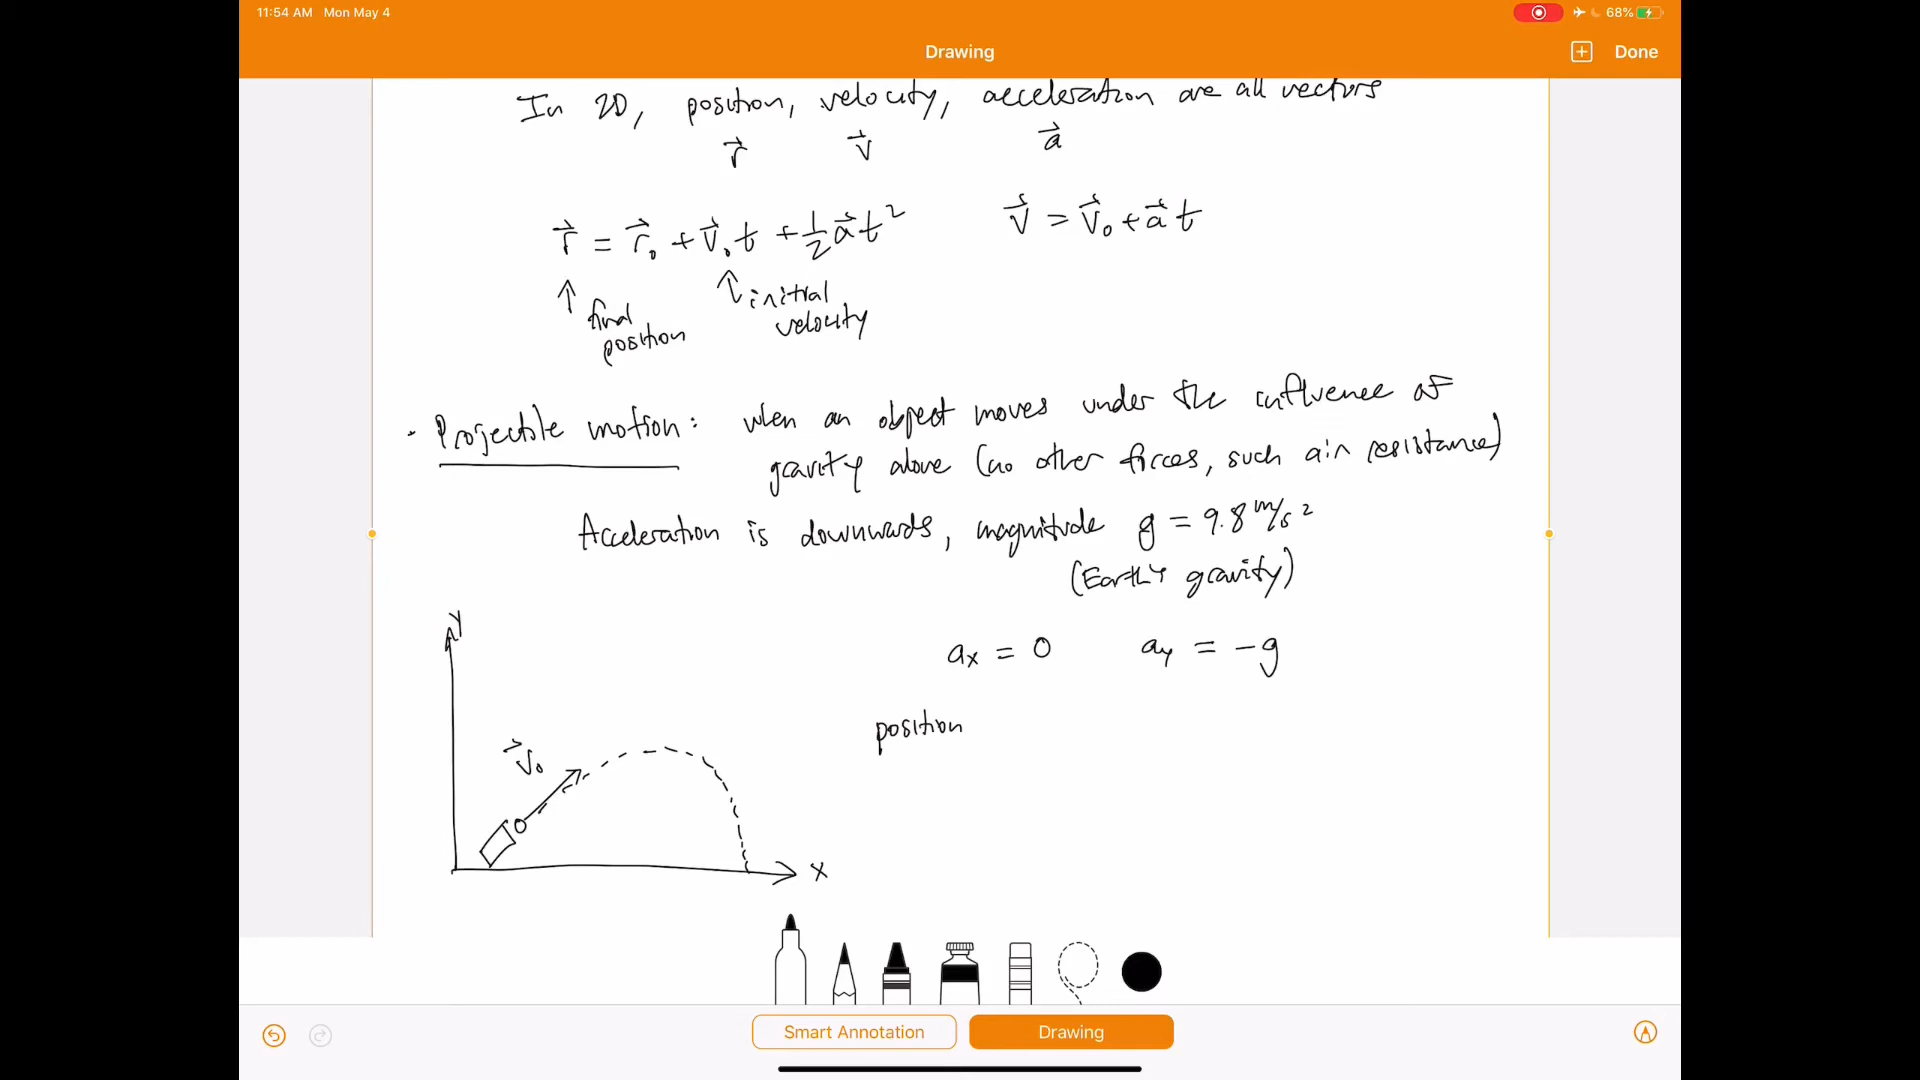 11:54 AM Mon May 4
68%
Drawing
Done
In 2D, position, velocity, acceleration are all vectors
r⃗ v⃗ a⃗
r⃗ = r⃗₀ + v⃗₀t + ½a⃗t² v⃗ = v⃗₀ + a⃗t
↑ final position
↑ initial velocity
· Projectile motion: when an object moves under the influence of
gravity alone (no other forces, such air resistance)
Acceleration is downwards, magnitude g = 9.8 m/s²
(Earth's gravity)
aₓ = 0 a_y = -g
position
y
v⃗₀
x
Smart Annotation
Drawing